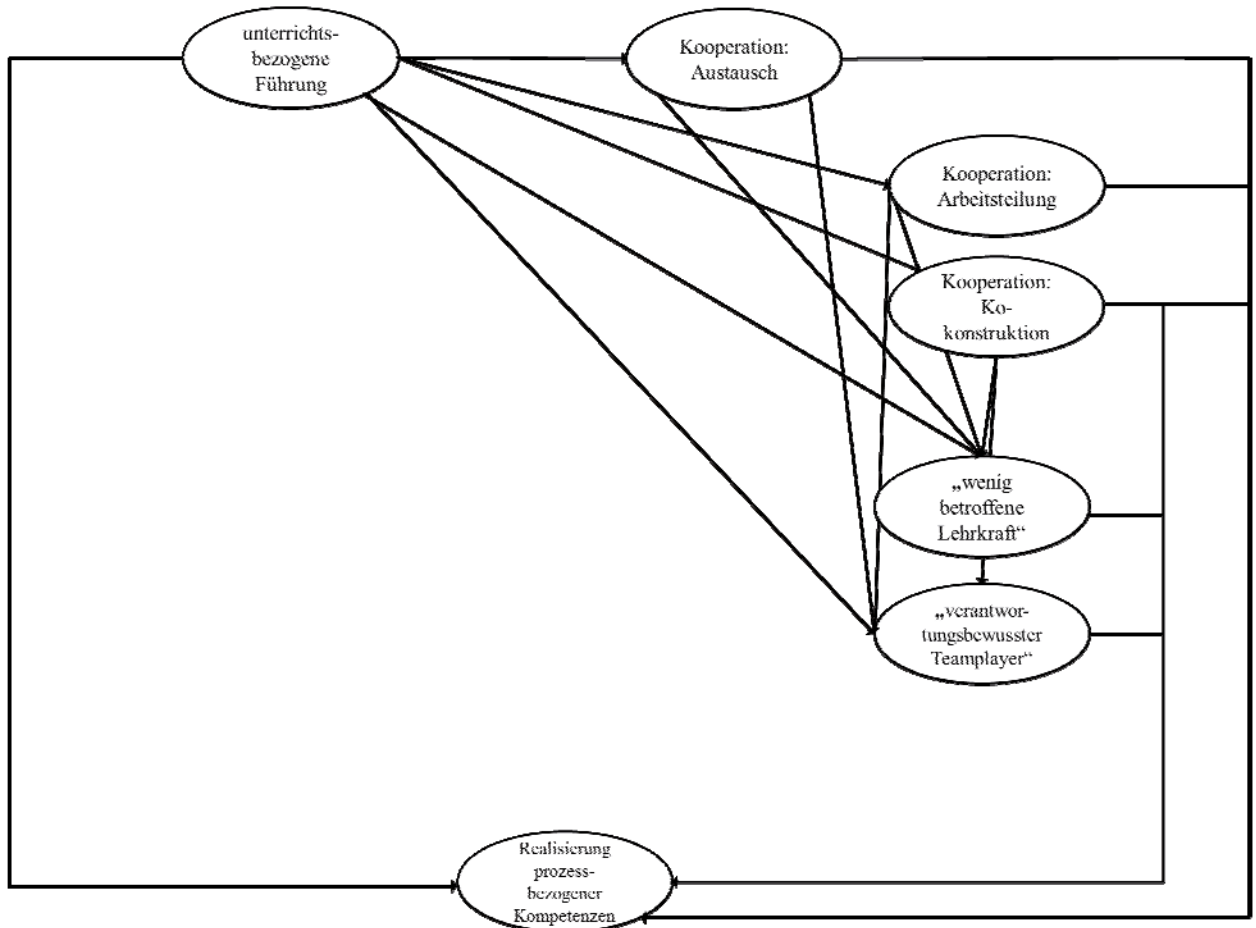 unterrichts-
bezogene
Führung
Kooperation:
Austausch
Kooperation:
Arbeitsteilung
Kooperation:
Ko-
konstruktion
„wenig
betroffene
Lehrkraft“
„verantwor-
tungsbewusster
Teamplayer“
Realisierung
prozess-
bezogener
Kompetenzen